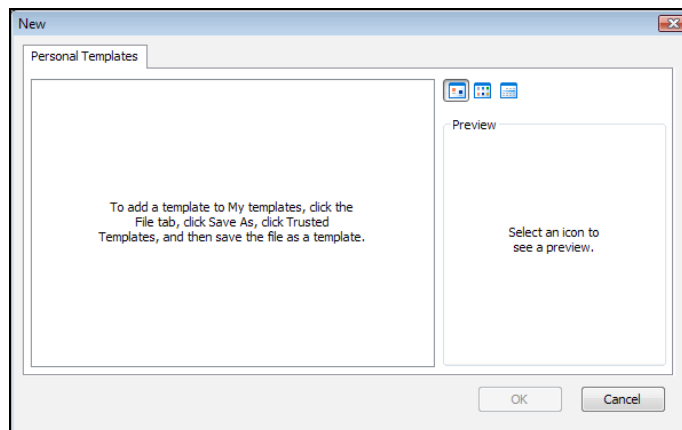 New
Personal Templates
To add a template to My templates, click the
File tab, click Save As, click Trusted
Templates, and then save the file as a template.
Preview
Select an icon to
see a preview.
OK
Cancel